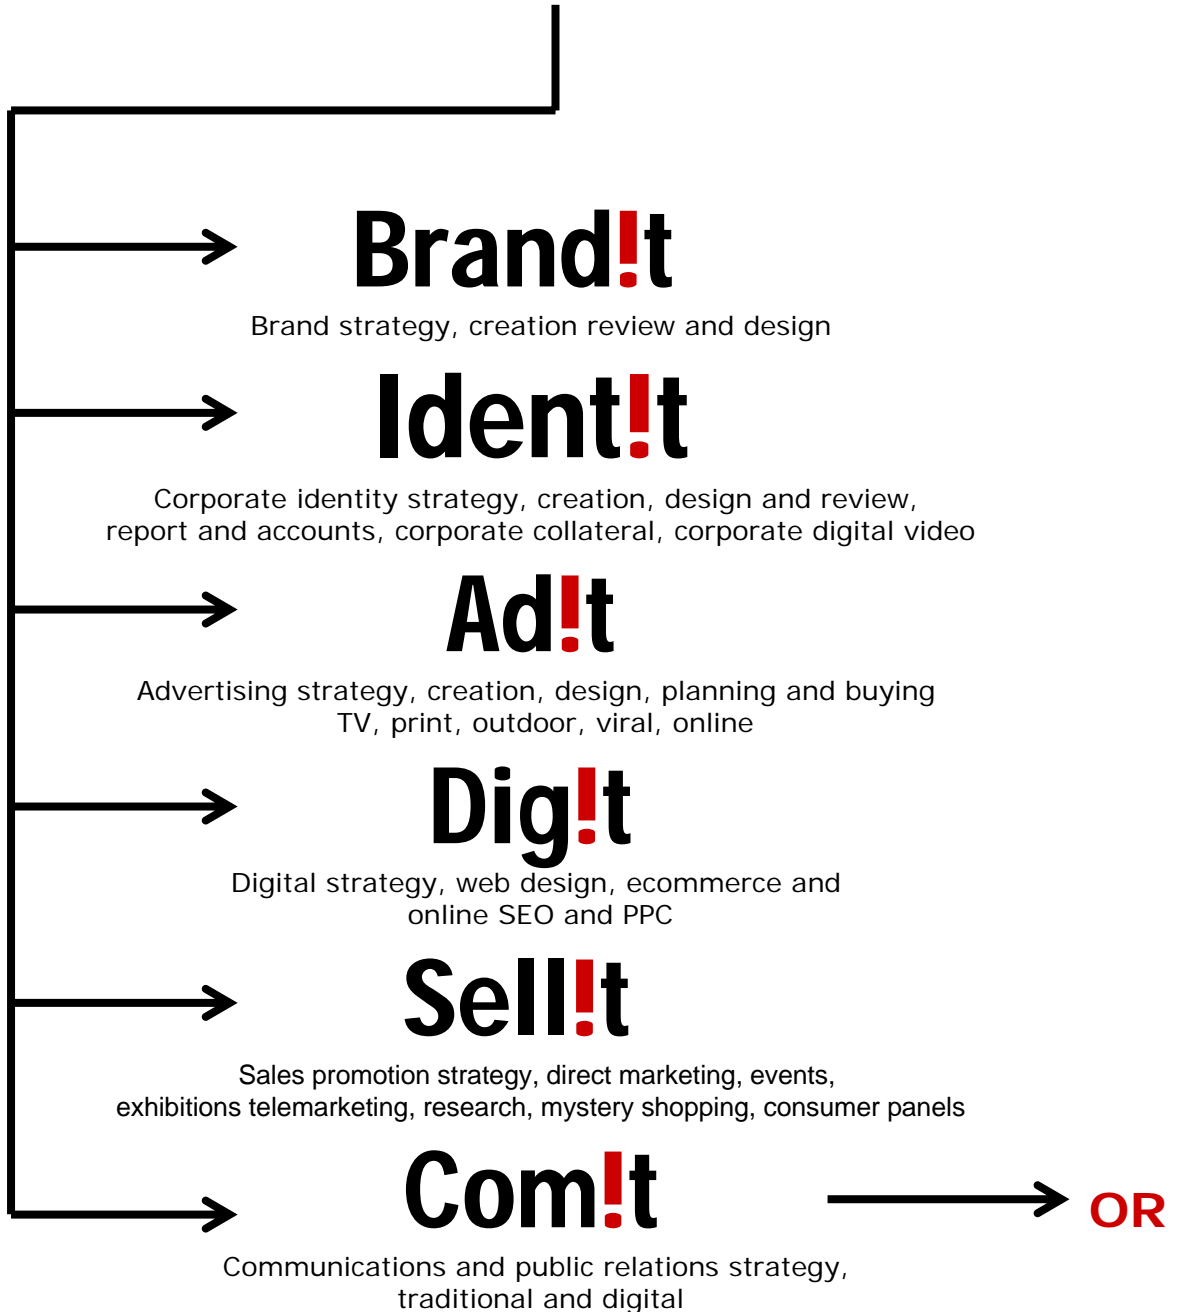 Brand!t
Brand strategy, creation review and design
Ident!t
Corporate identity strategy, creation, design and review,
report and accounts, corporate collateral, corporate digital video
Ad!t
Advertising strategy, creation, design, planning and buying
TV, print, outdoor, viral, online
Dig!t
Digital strategy, web design, ecommerce and
online SEO and PPC
Sell!t
Sales promotion strategy, direct marketing, events,
exhibitions telemarketing, research, mystery shopping, consumer panels
Com!t
OR
Communications and public relations strategy,
traditional and digital